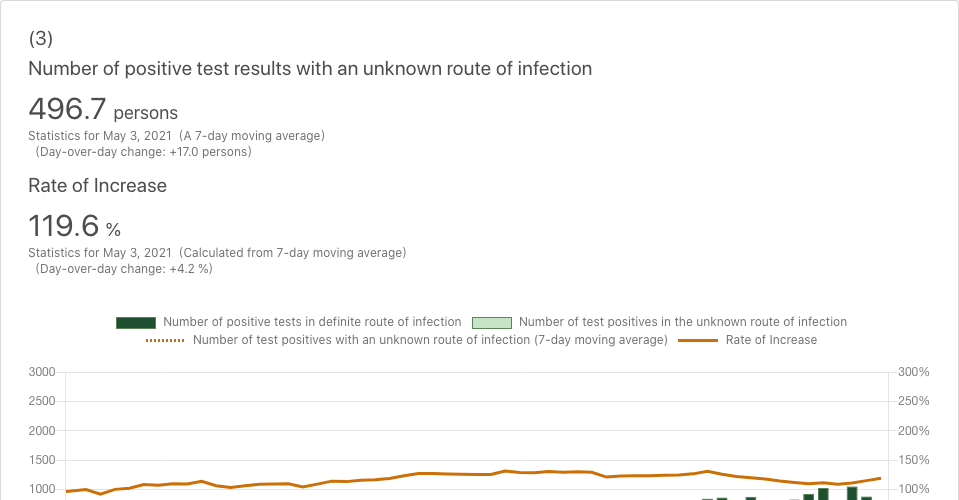 (3)
Number of positive test results with an unknown route of infection
496.7 persons
Statistics for May 3, 2021 (A 7-day moving average)
(Day-over-day change: +17.0 persons)
Rate of Increase
119.6 %
Statistics for May 3, 2021 (Calculated from 7-day moving average)
(Day-over-day change: +4.2 %)
Number of positive tests in definite route of infection Number of test positives in the unknown route of infection
Number of test positives with an unknown route of infection (7-day moving average) Rate of Increase
3000 300%
2500 250%
2000 200%
1500 150%
1000 100%